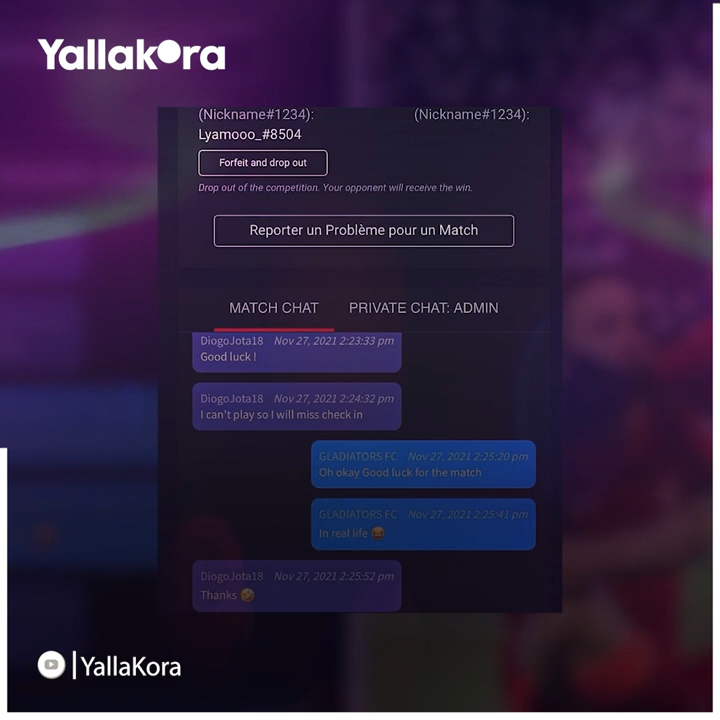 Yallakora
(Nickname#1234):
(Nickname#1234):
Lyamooo_#8504
Forfeit and drop out
Drop out of the competition. Your opponent will receive the win.
Reporter un Problème pour un Match
MATCH CHAT
PRIVATE CHAT: ADMIN
DiogoJota18 Nov 27, 2021 2:23:33 pm
Good luck !
DiogoJota18 Nov 27, 2021 2:24:32 pm
I can't play so I will miss check in
GLADIATORS FC Nov 27, 2021 2:25:20 pm
Oh okay Good luck for the match
GLADIATORS FC Nov 27, 2021 2:25:41 pm
In real life 😂
DiogoJota18 Nov 27, 2021 2:25:52 pm
Thanks 🤣
YallaKora